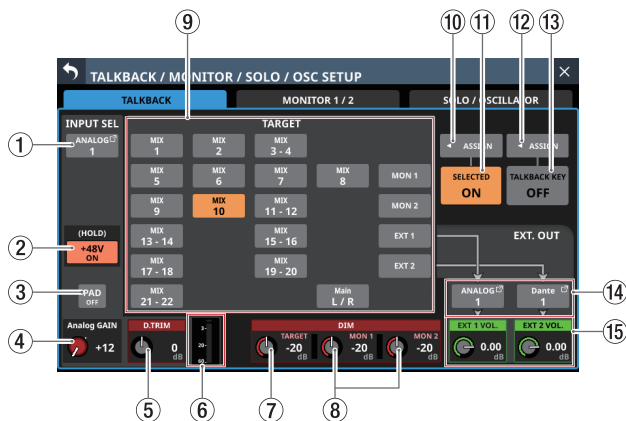 ⑨ ⑩ ⑪ ⑫ ⑬
TALKBACK / MONITOR / SOLO / OSC SETUP
TALKBACK MONITOR 1 / 2 SOLO / OSCILLATOR
INPUT SEL TARGET
① ANALOG 1
MIX 1 MIX 2 MIX 3 - 4
ASSIGN ASSIGN
MIX 5 MIX 6 MIX 7 MIX 8 MON 1
SELECTED ON TALKBACK KEY OFF
MIX 9 MIX 10 MIX 11 - 12 MON 2
(HOLD)
② +48V ON
MIX 13 - 14 MIX 15 - 16 EXT 1
EXT. OUT
MIX 17 - 18 MIX 19 - 20 EXT 2
③ PAD OFF
MIX 21 - 22 Main L / R
ANALOG 1 Dante 1 ⑭
Analog GAIN D.TRIM DIM EXT 1 VOL. EXT 2 VOL. ⑮
④ +12
0 dB
3 20 60
TARGET -20 dB MON 1 -20 dB MON 2 -20 dB
0.00 dB 0.00 dB
⑤ ⑥ ⑦ ⑧